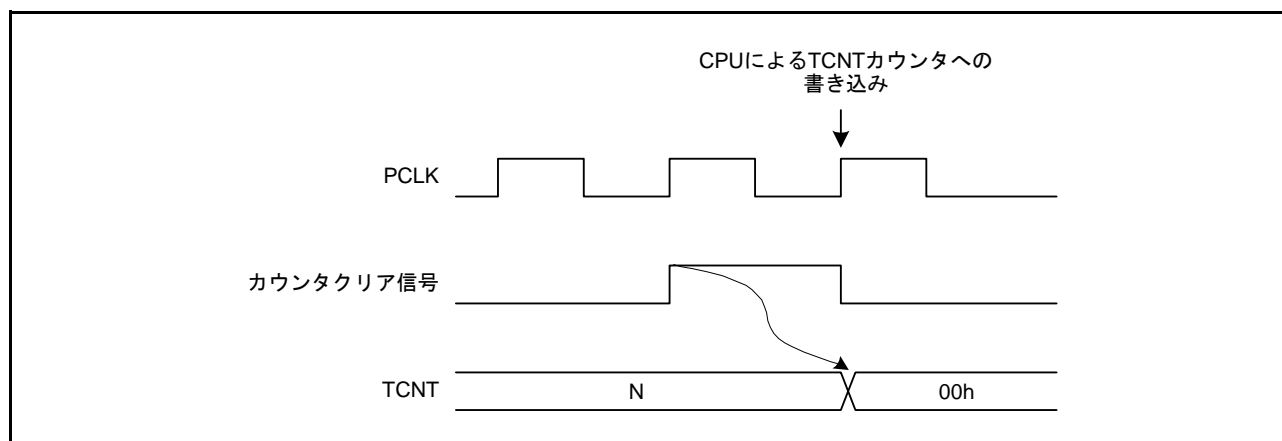 CPUによるTCNTカウンタへの
書き込み
PCLK
カウンタクリア信号
TCNT
N
00h